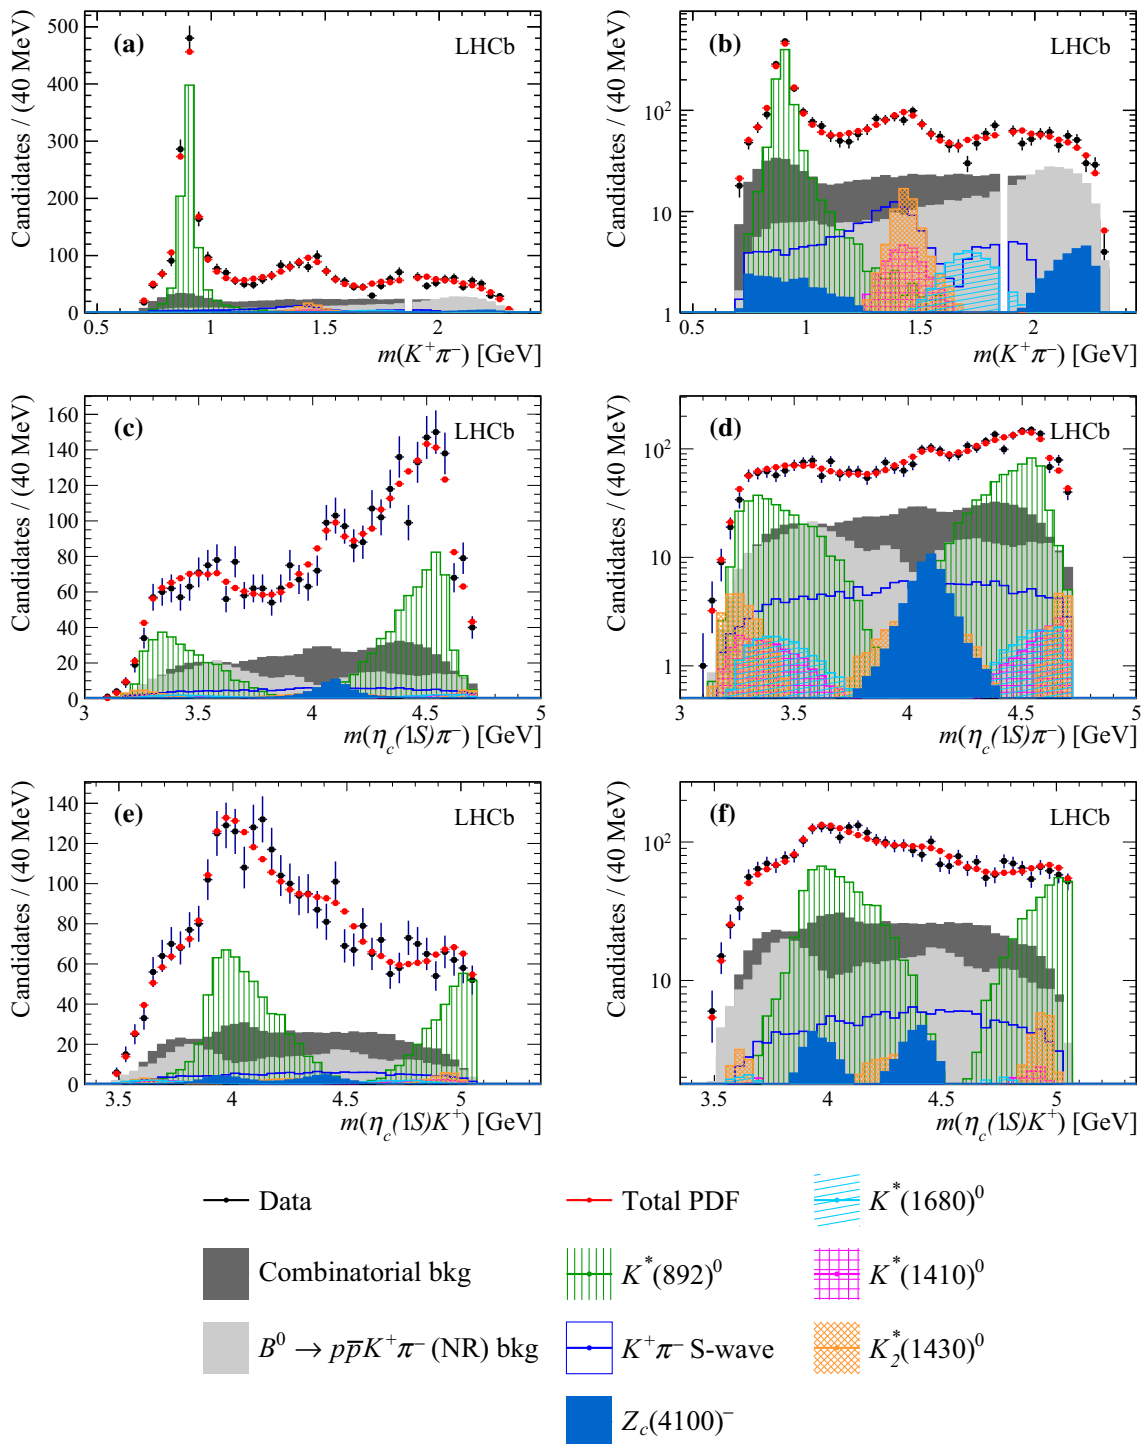 (a) LHCb
Candidates / (40 MeV)
500
400
300
200
100
0
0.5 1 1.5 2
m(K⁺π⁻) [GeV]
(b) LHCb
Candidates / (40 MeV)
10²
10
1
0.5 1 1.5 2
m(K⁺π⁻) [GeV]
(c) LHCb
Candidates / (40 MeV)
160
140
120
100
80
60
40
20
0
3 3.5 4 4.5 5
m(η_c(1S)π⁻) [GeV]
(d) LHCb
Candidates / (40 MeV)
10²
10
1
3 3.5 4 4.5 5
m(η_c(1S)π⁻) [GeV]
(e) LHCb
Candidates / (40 MeV)
140
120
100
80
60
40
20
0
3.5 4 4.5 5
m(η_c(1S)K⁺) [GeV]
(f) LHCb
Candidates / (40 MeV)
10²
10
3.5 4 4.5 5
m(η_c(1S)K⁺) [GeV]
Data Total PDF K*(1680)⁰
Combinatorial bkg K*(892)⁰ K*(1410)⁰
B⁰ → pp̅K⁺π⁻ (NR) bkg K⁺π⁻ S-wave K₂*(1430)⁰
Z_c(4100)⁻